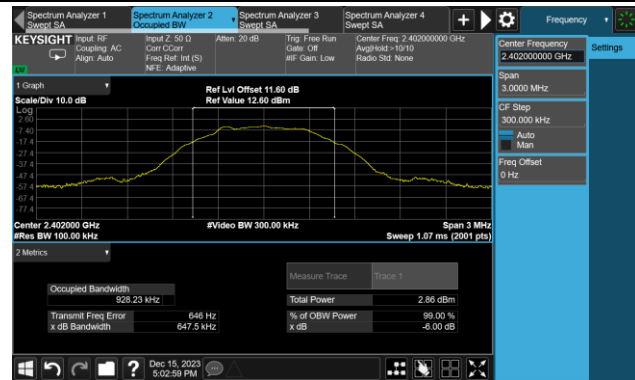 Spectrum Analyzer 1
Swept SA
Spectrum Analyzer 2
Occupied BW
Spectrum Analyzer 3
Swept SA
Spectrum Analyzer 4
Swept SA
Frequency
KEYSIGHT
Input: RF
Coupling: AC
Align: Auto
Input Z: 50 Ω
Corr CCorr
Freq Ref: Int (S)
NFE: Adaptive
Atten: 20 dB
Trig: Free Run
Gate: Off
#IF Gain: Low
Center Freq: 2.402000000 GHz
Avg|Hold:>10/10
Radio Std: None
Center Frequency
2.402000000 GHz
Settings
Span
3.0000 MHz
CF Step
300.000 kHz
Auto
Man
Freq Offset
0 Hz
1 Graph
Scale/Div 10.0 dB
Ref Lvl Offset 11.60 dB
Ref Value 12.60 dBm
Log
2.60
-7.40
-17.4
-27.4
-37.4
-47.4
-57.4
-67.4
-77.4
Center 2.402000 GHz
#Res BW 100.00 kHz
#Video BW 300.00 kHz
Span 3 MHz
Sweep 1.07 ms (2001 pts)
2 Metrics
Measure Trace
Trace 1
Occupied Bandwidth
928.23 kHz
Total Power
2.86 dBm
Transmit Freq Error
646 Hz
% of OBW Power
99.00 %
x dB Bandwidth
647.5 kHz
x dB
-6.00 dB
Dec 15, 2023
5:02:59 PM